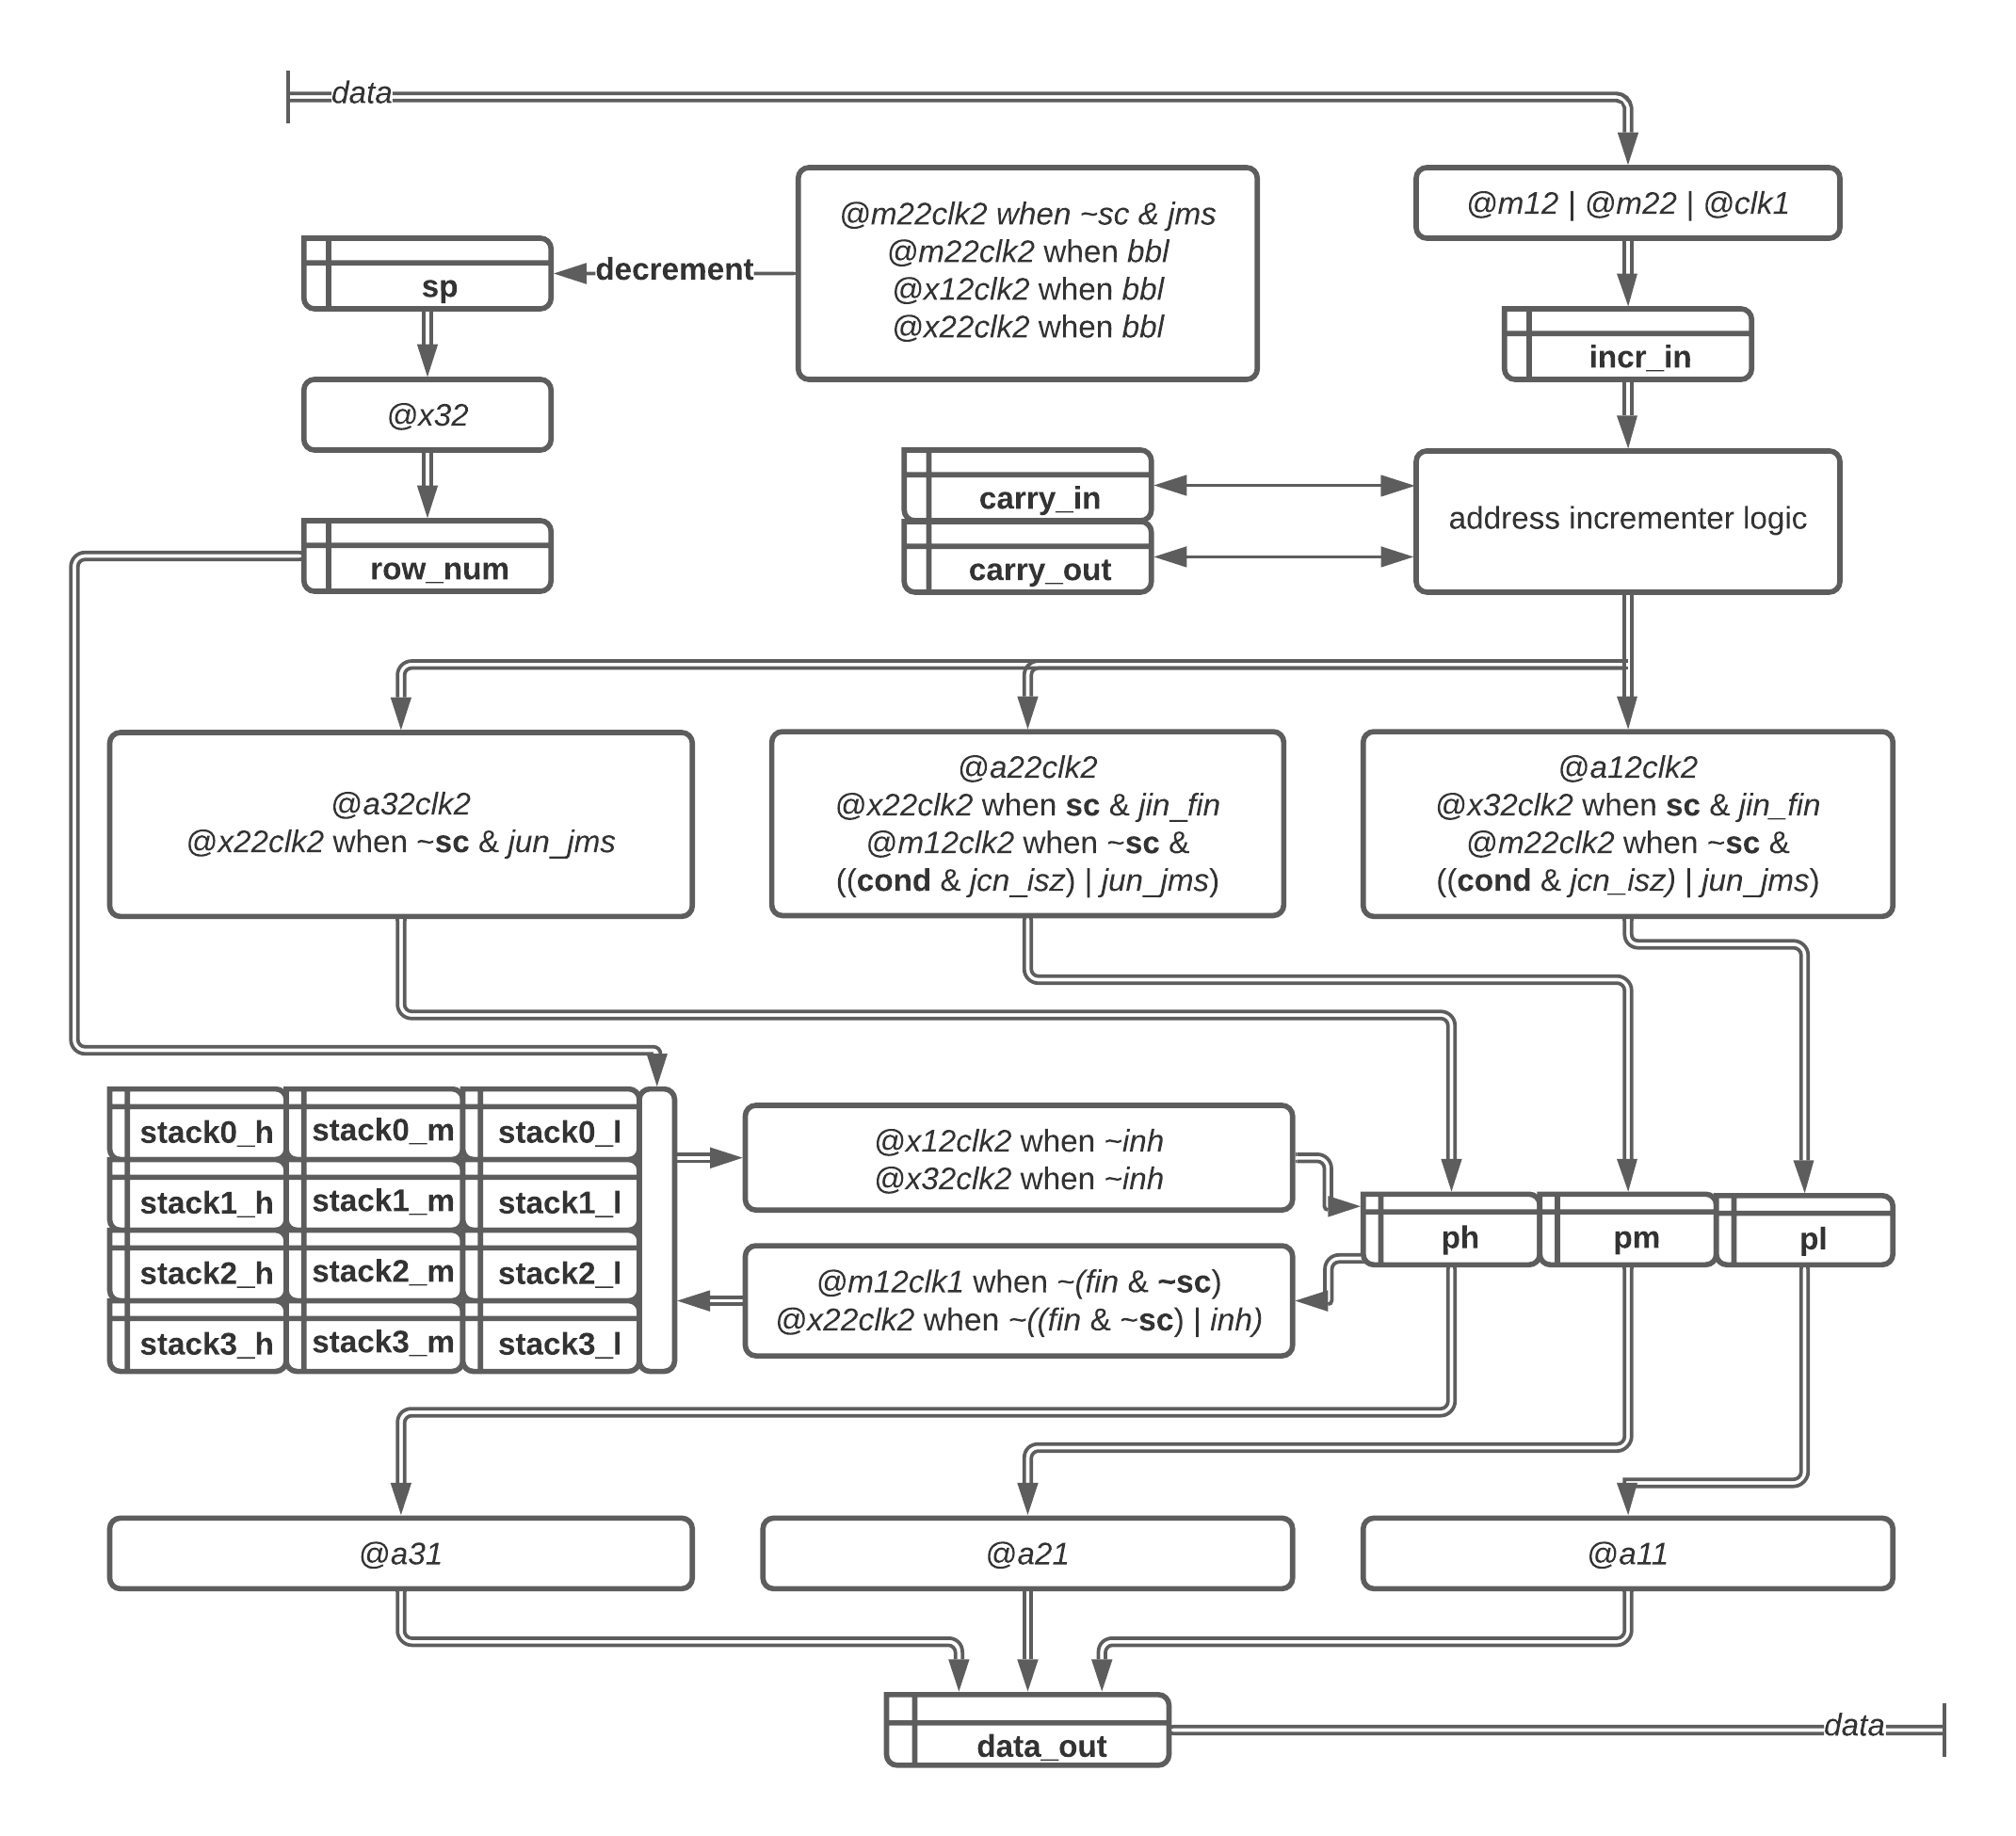 data
@m12 | @m22 | @clk1
@m22clk2 when ~sc & jms
@m22clk2 when bbl
@x12clk2 when bbl
@x22clk2 when bbl
decrement
sp
incr_in
@x32
carry_in
carry_out
address incrementer logic
row_num
@a32clk2
@x22clk2 when ~sc & jun_jms
@a22clk2
@x22clk2 when sc & jin_fin
@m12clk2 when ~sc &
((cond & jcn_isz) | jun_jms)
@a12clk2
@x32clk2 when sc & jin_fin
@m22clk2 when ~sc &
((cond & jcn_isz) | jun_jms)
stack0_h stack0_m stack0_l
stack1_h stack1_m stack1_l
stack2_h stack2_m stack2_l
stack3_h stack3_m stack3_l
@x12clk2 when ~inh
@x32clk2 when ~inh
@m12clk1 when ~(fin & ~sc)
@x22clk2 when ~((fin & ~sc) | inh)
ph pm pl
@a31
@a21
@a11
data_out
data